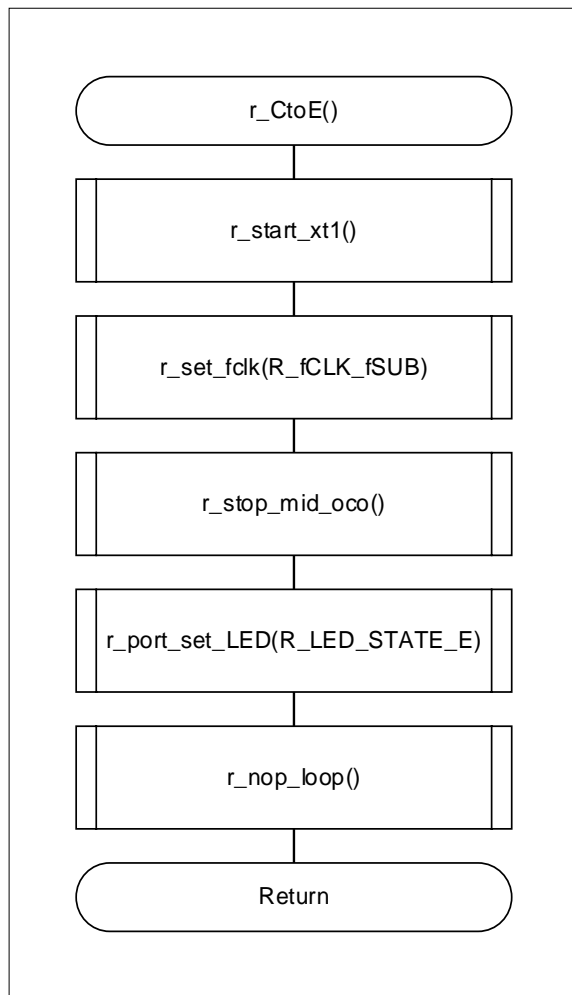 r_CtoE()
r_start_xt1()
r_set_fclk(R_fCLK_fSUB)
r_stop_mid_oco()
r_port_set_LED(R_LED_STATE_E)
r_nop_loop()
Return